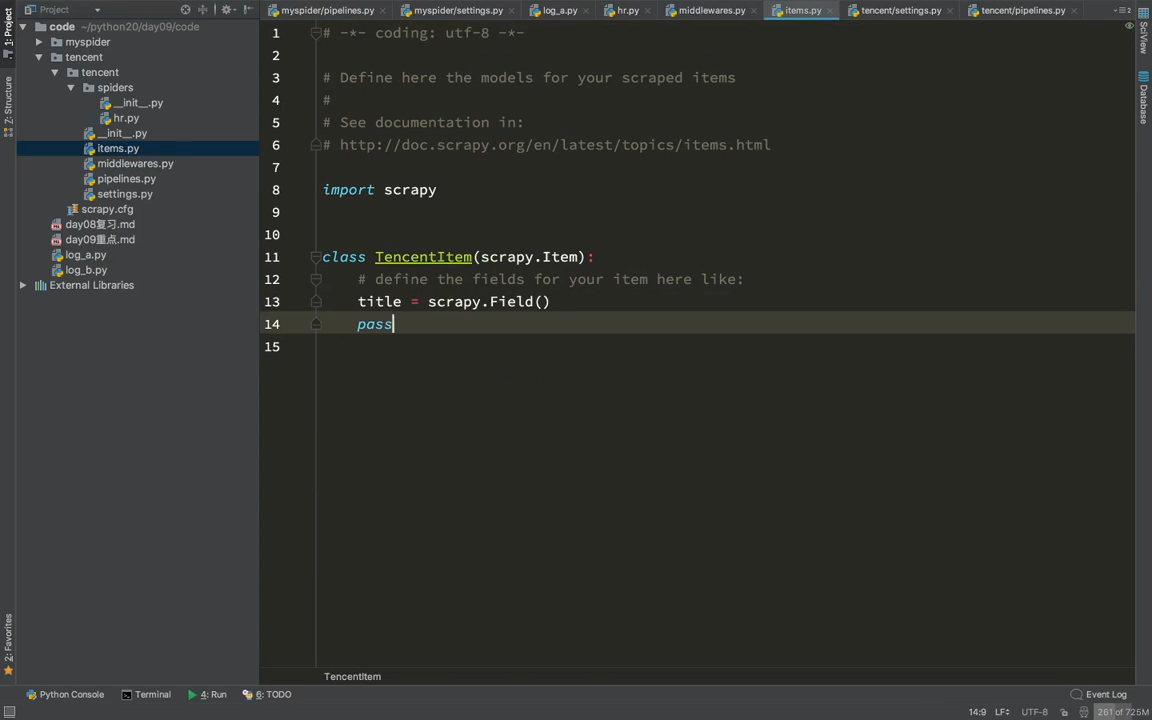 Project
code ~/python20/day09/code
myspider
tencent
tencent
spiders
__init__.py
hr.py
__init__.py
items.py
middlewares.py
pipelines.py
settings.py
scrapy.cfg
day08复习.md
day09重点.md
log_a.py
log_b.py
External Libraries
1: Project
7: Structure
2: Favorites
myspider/pipelines.py
myspider/settings.py
log_a.py
hr.py
middlewares.py
items.py
tencent/settings.py
tencent/pipelines.py
≡2
1 # -*- coding: utf-8 -*-
2
3 # Define here the models for your scraped items
4 #
5 # See documentation in:
6 # http://doc.scrapy.org/en/latest/topics/items.html
7
8 import scrapy
9
10
11 class TencentItem(scrapy.Item):
12 # define the fields for your item here like:
13 title = scrapy.Field()
14 pass
15
SciView
Database
TencentItem
Python Console
Terminal
4: Run
6: TODO
Event Log
14:9
LF
UTF-8
261 of 725M